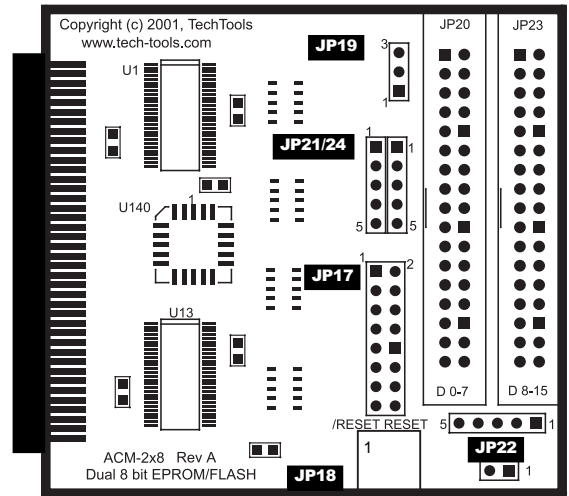 Copyright (c) 2001, TechTools
www.tech-tools.com
JP19
JP20
JP23
U1
3
1
JP21/24
1
1
5
5
U140
1
JP17
1
2
U13
D 0-7
D 8-15
/RESET RESET
5
1
1
JP22
1
ACM-2x8 Rev A
Dual 8 bit EPROM/FLASH
JP18